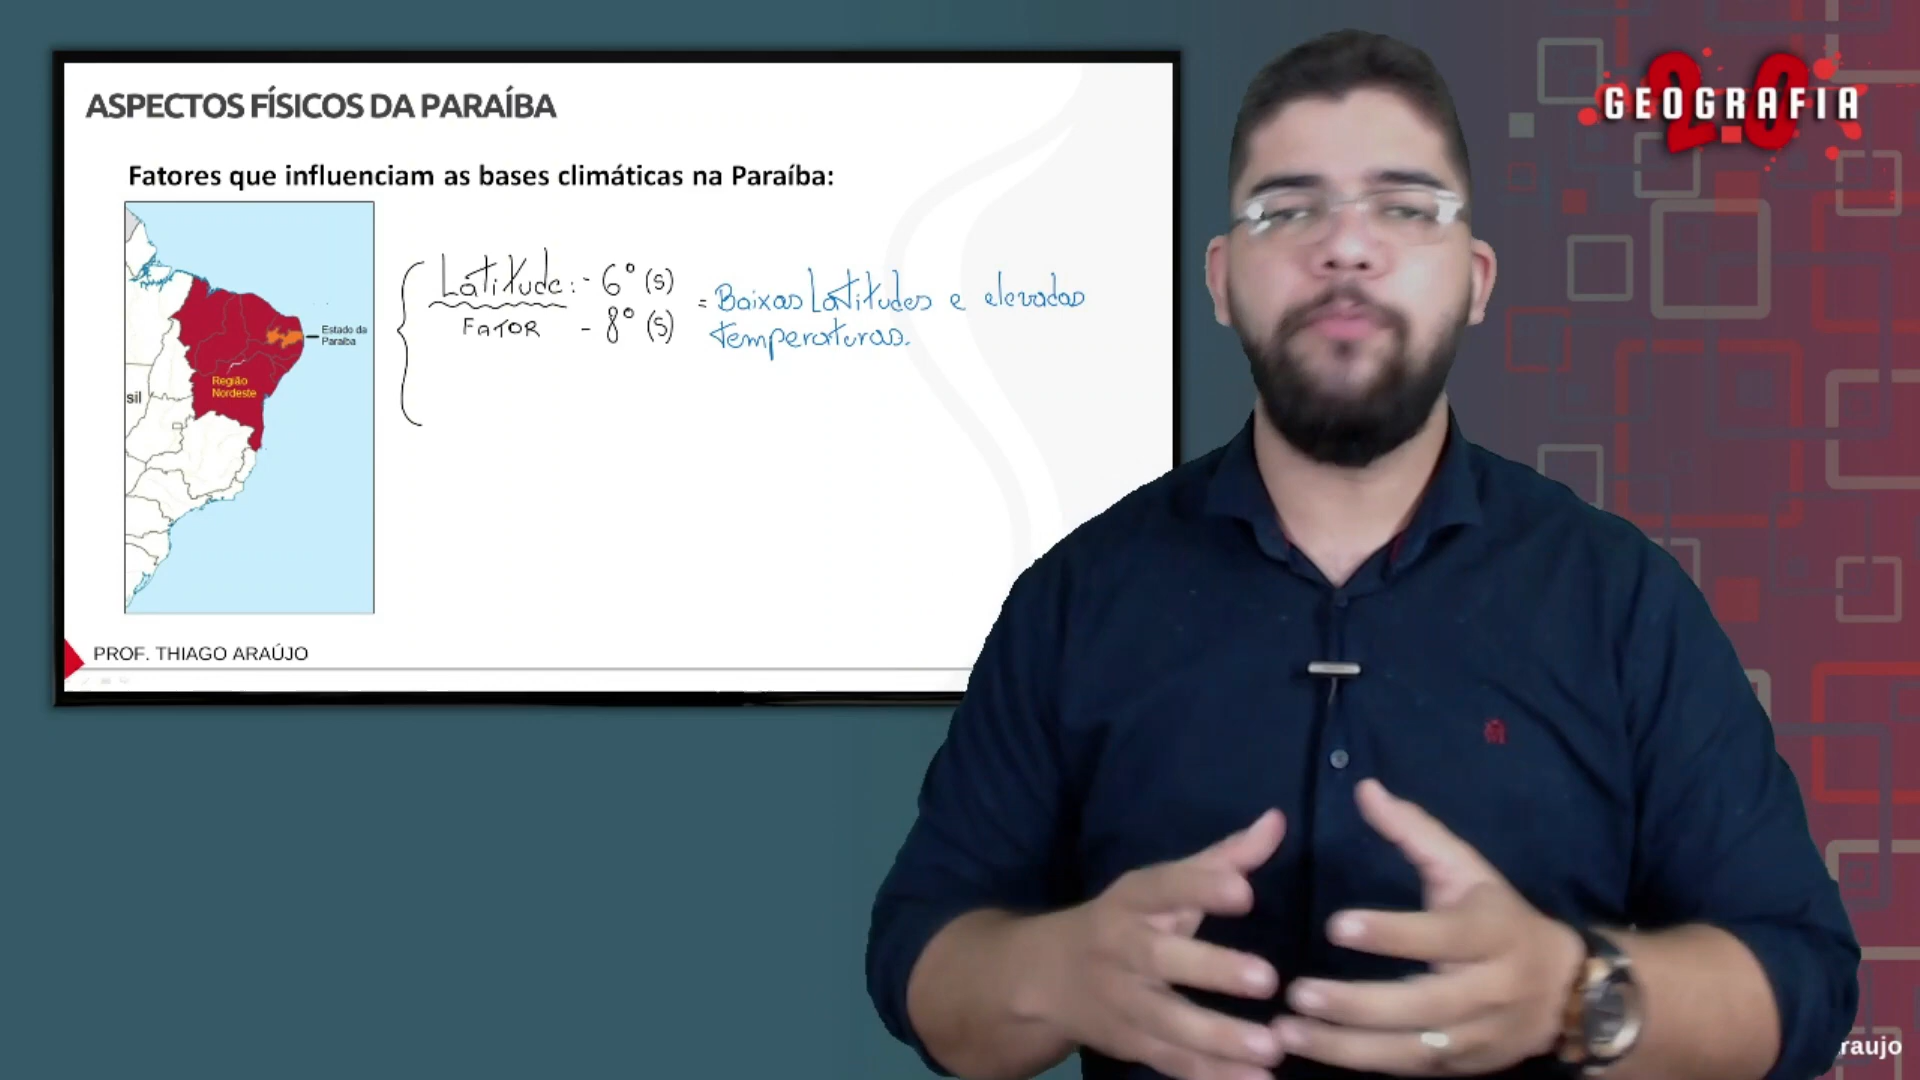 ASPECTOS FÍSICOS DA PARAÍBA
Fatores que influenciam as bases climáticas na Paraíba:
Latitude: - 6° (s)
FATOR - 8° (s)
= Baixas Latitudes e elevadas
temperaturas.
Estado da
Paraíba
Região
Nordeste
sil
PROF. THIAGO ARAÚJO
2.0
GEOGRAFIA
raujo